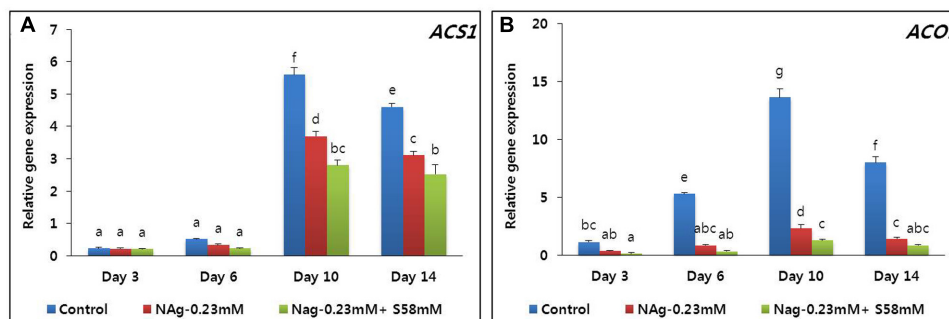 A
ACS1
Relative gene expression
7
6
5
4
3
2
1
0
a a a
a a a
f d bc
e c b
Day 3 Day 6 Day 10 Day 14
Control NAg-0.23mM Nag-0.23mM+ S58mM
B
ACO
Relative gene expression
20
15
10
5
0
bc ab a
e abc ab
g d c
f c abc
Day 3 Day 6 Day 10 Day 14
Control NAg-0.23mM Nag-0.23mM+ S58mM